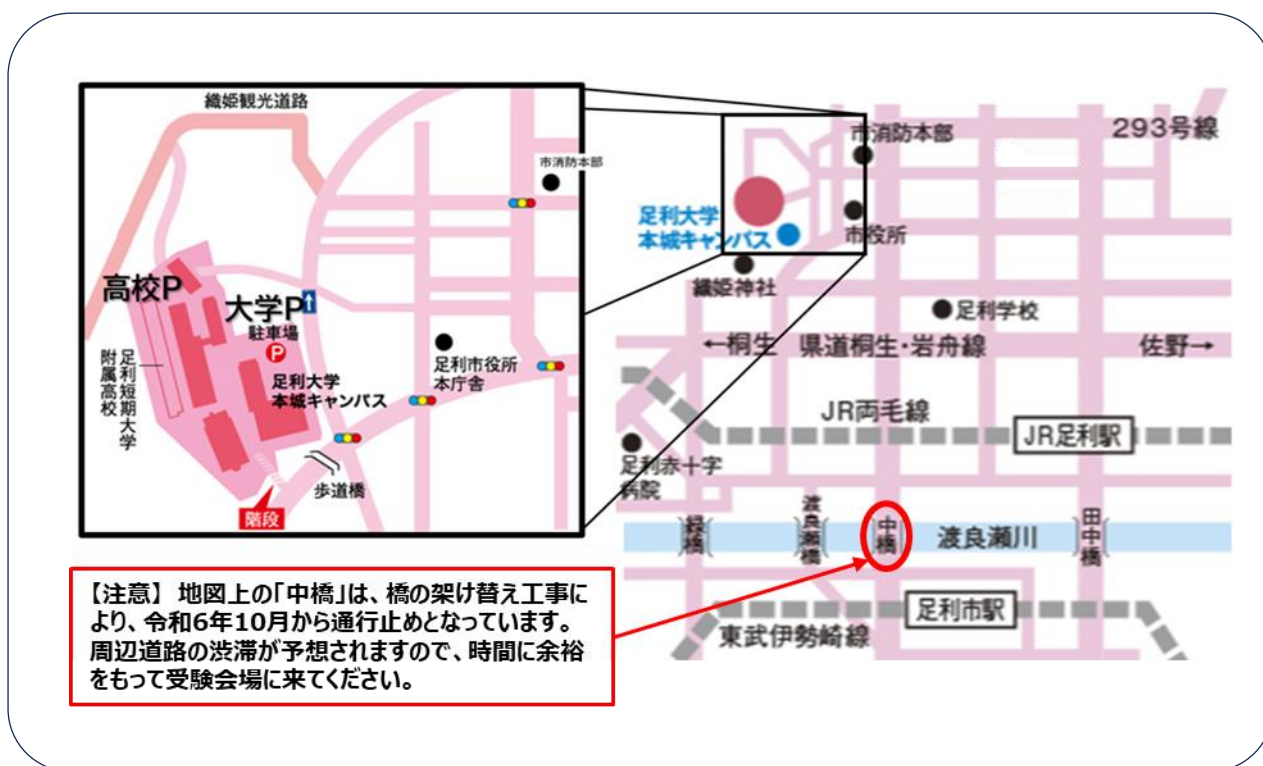 織姫観光道路
市消防本部
高校P
大学P
駐車場
P
足利短期大学
附属高校
足利大学
本城キャンパス
足利市役所
本庁舎
歩道橋
階段
市消防本部
293号線
足利大学
本城キャンパス
市役所
織姫神社
足利学校
←桐生 県道桐生・岩舟線 佐野→
JR両毛線
JR足利駅
足利赤十字
病院
緑橋
渡良瀬橋
中橋
渡良瀬川
田中橋
足利市駅
東武伊勢崎線
【注意】 地図上の「中橋」は、橋の架け替え工事に
より、令和6年10月から通行止めとなっています。
周辺道路の渋滞が予想されますので、時間に余裕
をもって受験会場に来てください。